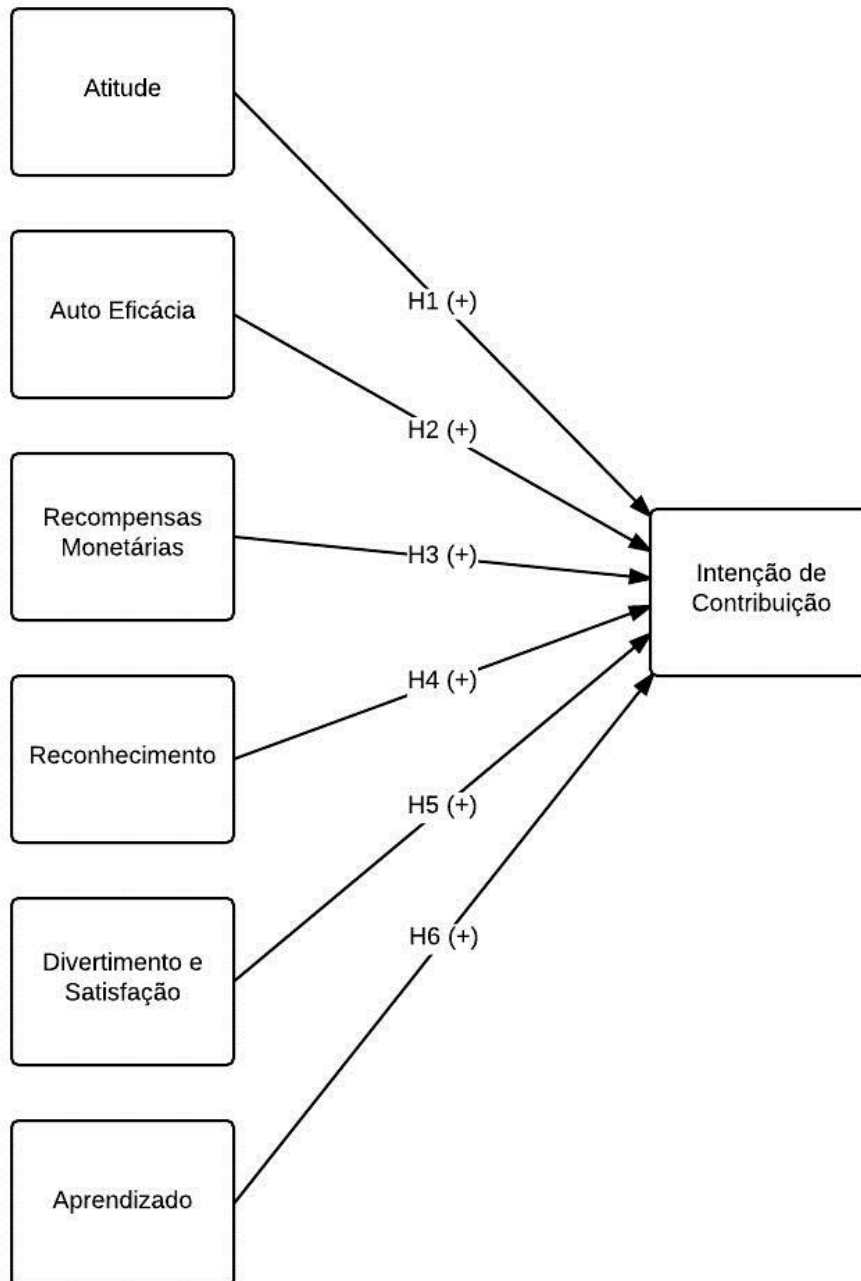 Atitude
H1 (+)
Auto Eficácia
H2 (+)
Recompensas
Monetárias
H3 (+)
Intenção de
Contribuição
H4 (+)
Reconhecimento
H5 (+)
Divertimento e
Satisfação
H6 (+)
Aprendizado